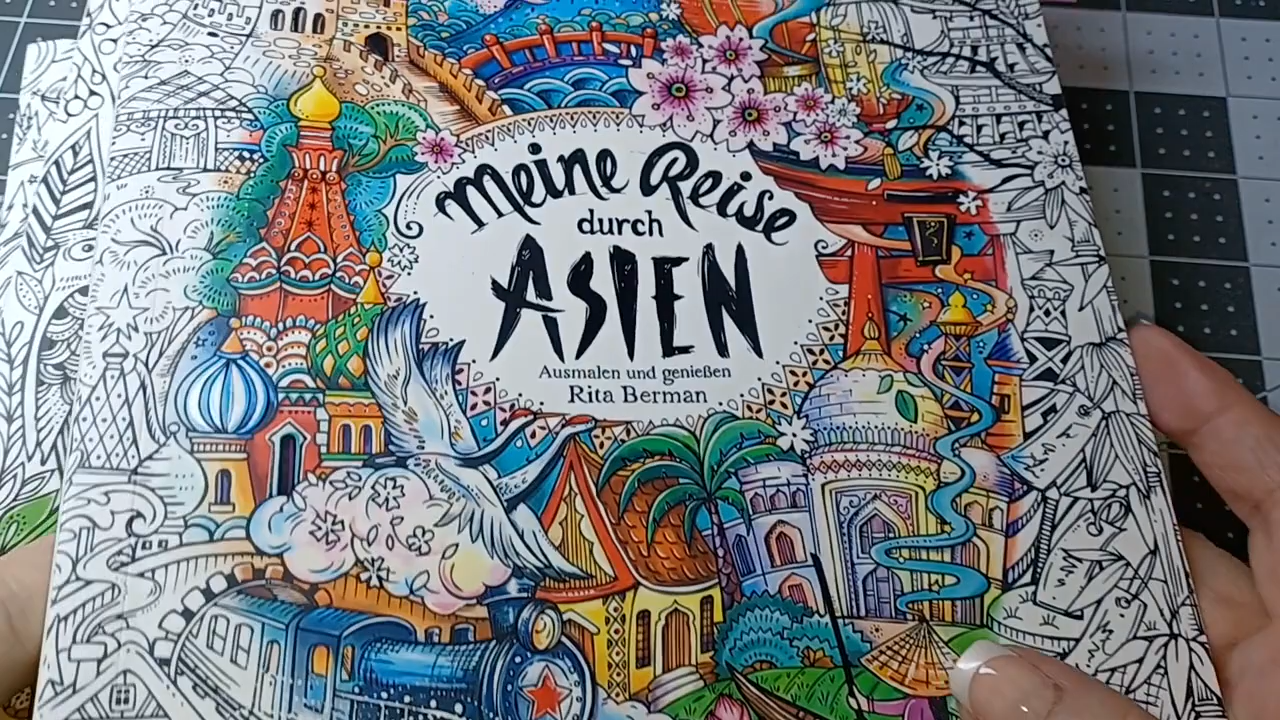 Meine Reise
durch
ASIEN
Ausmalen und genießen
Rita Berman